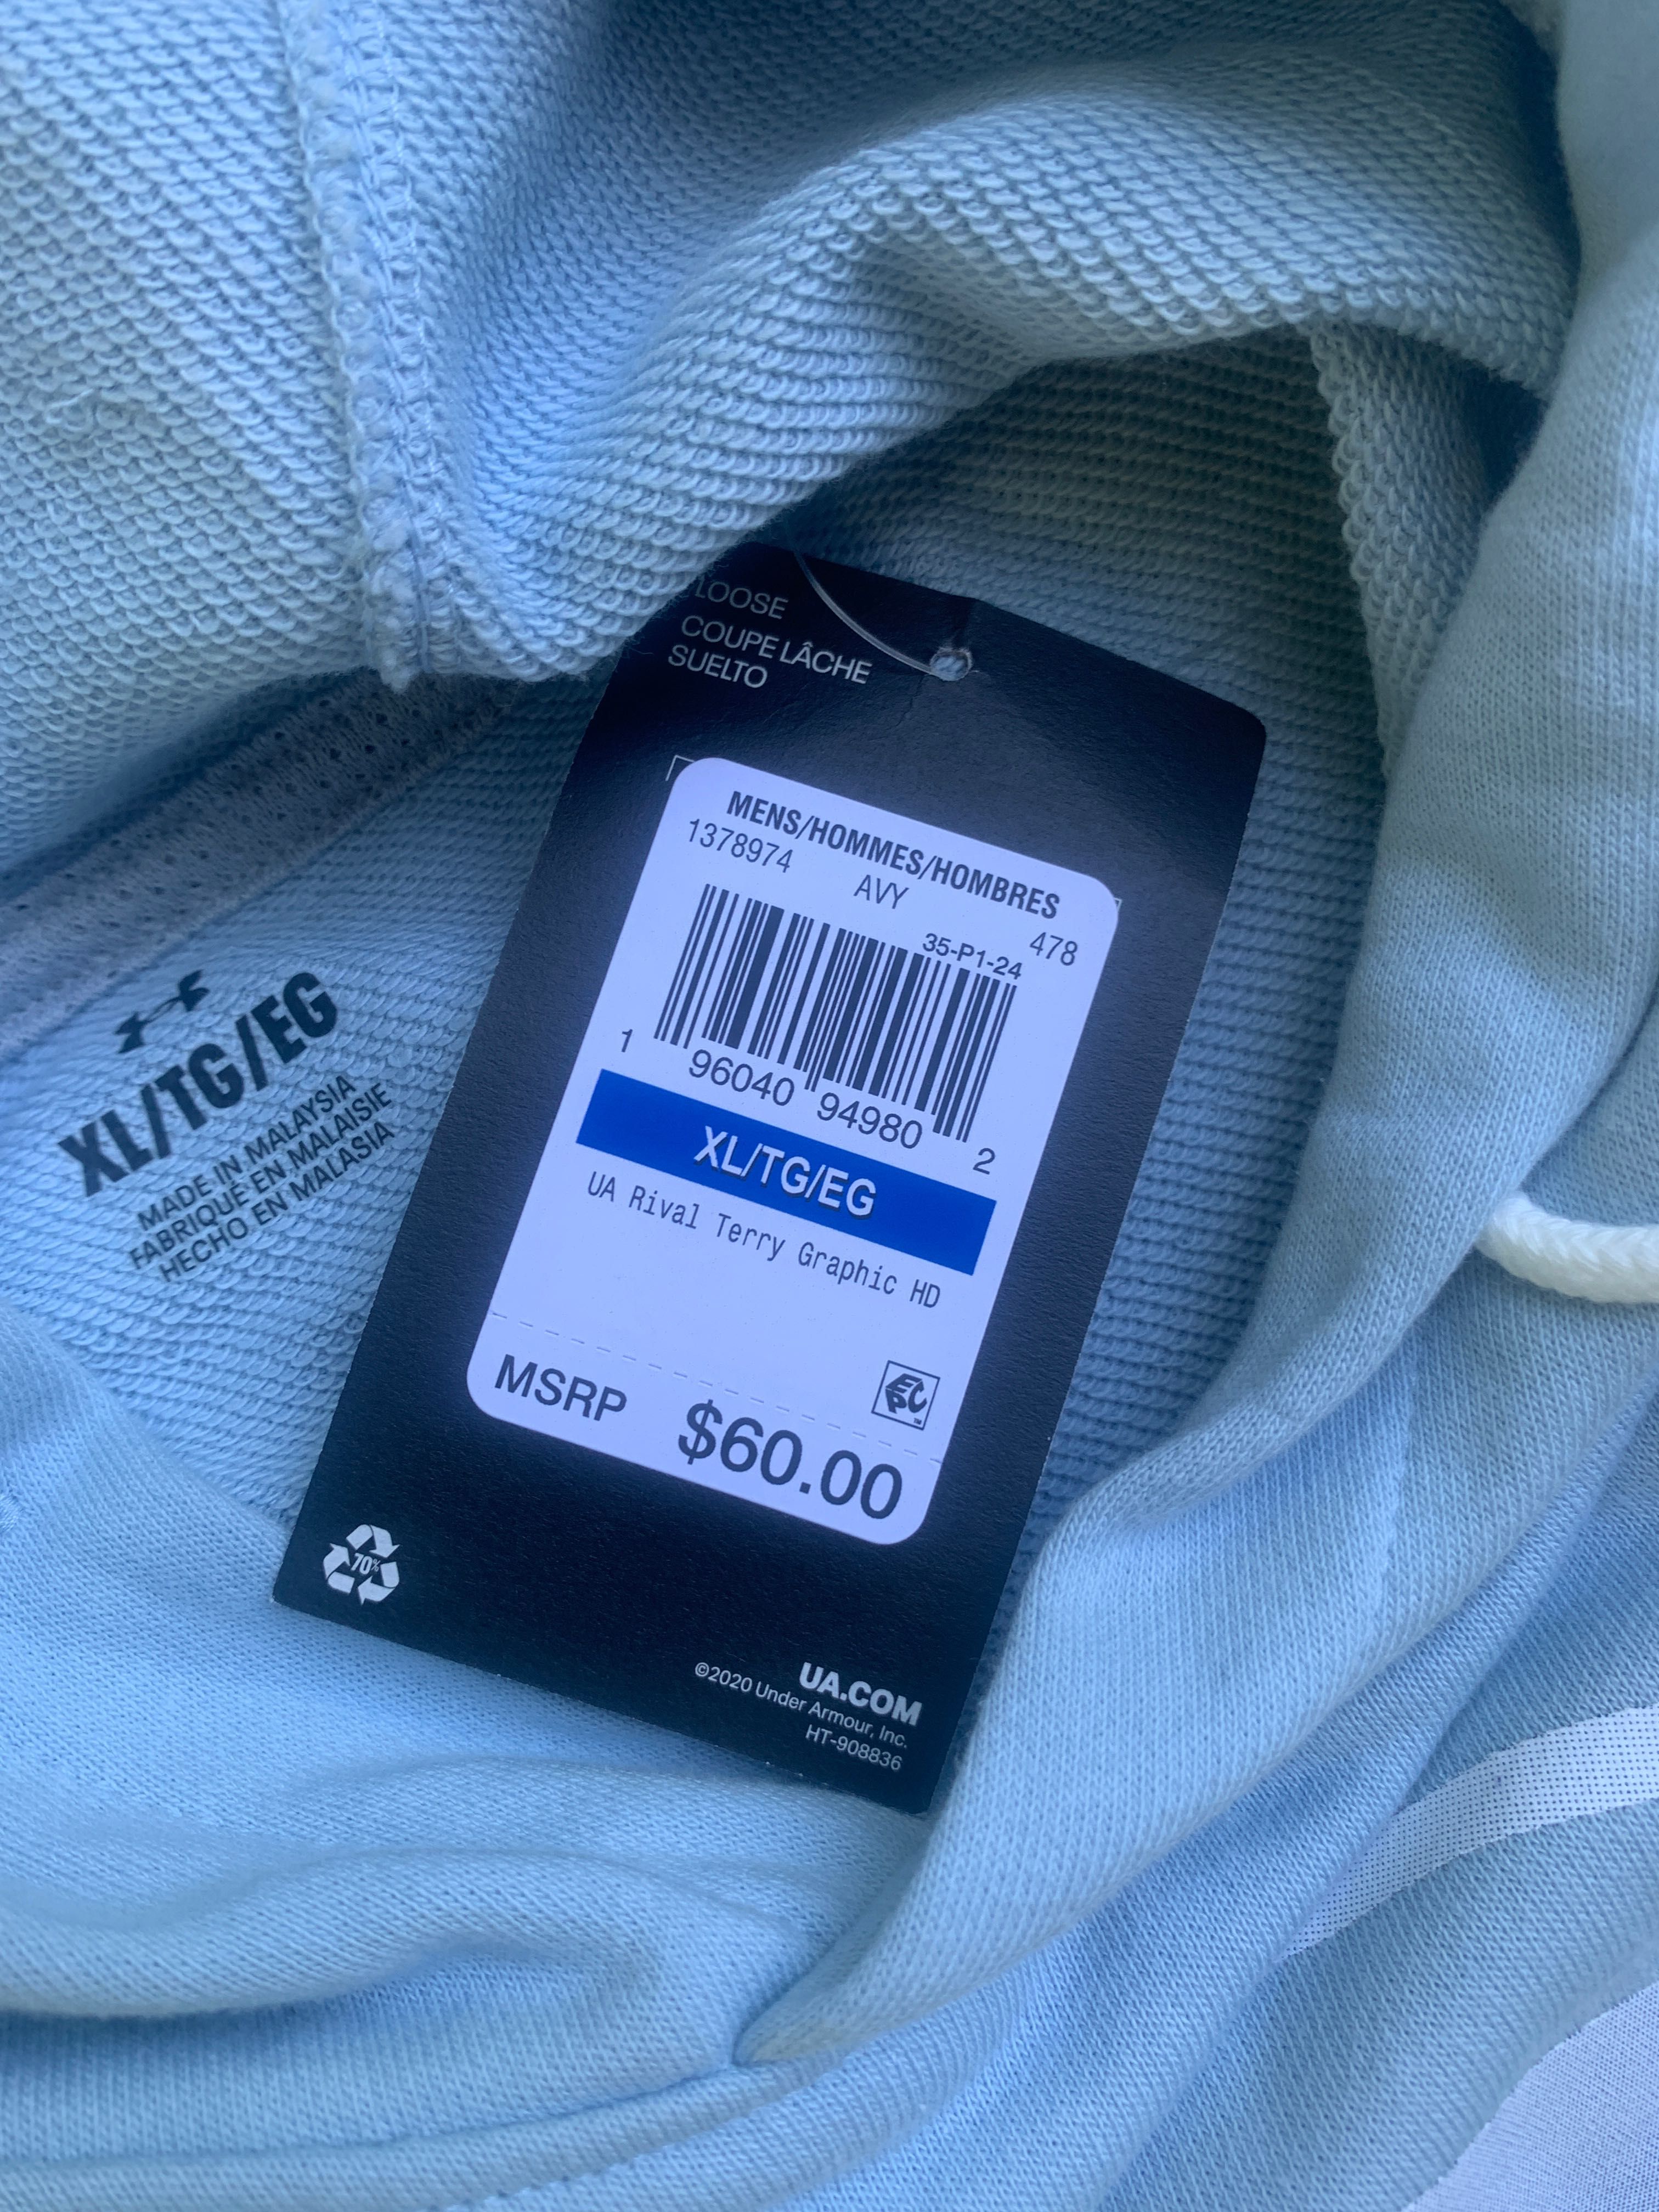 LOOSE
COUPE LÂCHE
SUELTO
MENS/HOMMES/HOMBRES
1378974 AVY 478
35-P1-24
1 96040 94980 2
XL/TG/EG
UA Rival Terry Graphic HD
EPC
TM
MSRP $60.00
70%
UA.COM
©2020 Under Armour, Inc.
HT-908836
XL/TG/EG
MADE IN MALAYSIA
FABRIQUÉ EN MALAISIE
HECHO EN MALASIA